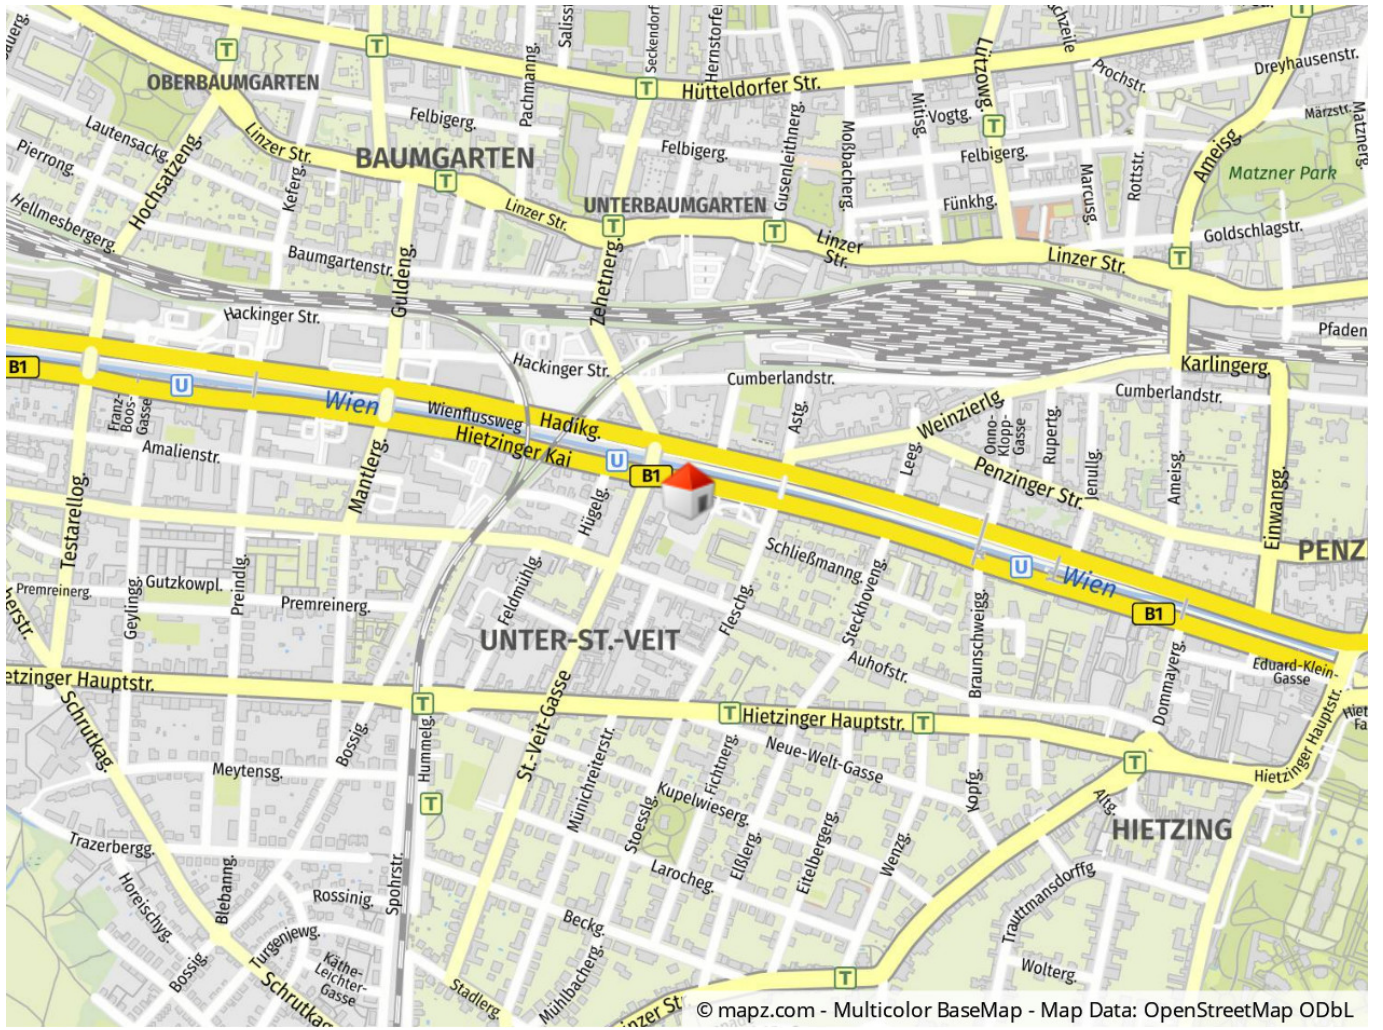 Seckendorf
Hernstorfer
Lützowg.
Prochstr.
Dreyhausenstr.
OBERBAUMGARTEN
Hütteldorfer Str.
Pachmanng.
Felbigerg.
Mitisg.
Vogtg.
Märzstr.
Matznerg.
Lautensackg.
Linzer Str.
BAUMGARTEN
Felbigerg.
Gusenleithnerg.
Moßbacherg.
Felbigerg.
Ameisg.
Pierrong.
Hochsatzeng.
Keferg.
Marcusg.
Rottstr.
Matzner Park
Hellmesbergerg.
Linzer Str.
UNTERBAUMGARTEN
Fünkhg.
Goldschlagstr.
Linzer
Str.
Linzer Str.
Baumgartenstr.
Guldeng.
Zehetnerg.
Hackinger Str.
Pfaden
B1
U
Hackinger Str.
Cumberlandstr.
Karlingerg.
Cumberlandstr.
Franz-
Boos-
Gasse
Wien
Wienflussweg
Hadikg.
Hietzinger Kai
Astg.
Weinzierlg.
Onno-
Klopp-
Gasse
Rupertg.
Amalienstr.
Mantlerg.
U
B1
Leeg.
Penzinger Str.
Jenullg.
Ameisg.
Einwangg.
Testarellog.
Hügelg.
PENZ
Schließmanng.
Steckhoveng.
U
Wien
B1
Premreinerg.
Gutzkowpl.
Geylingg.
Preindlg.
Premreinerg.
Feldmühlg.
Fleschg.
Braunschweigg.
UNTER-ST.-VEIT
Auhofstr.
Dommayerg.
Eduard-Klein-
Gasse
etzinger Hauptstr.
Schrutkag.
Hietzinger Hauptstr.
Hietzinger Hauptstr.
Bossig.
Hummelg.
St.-Veit-Gasse
Münichreiterstr.
Fichtnerg.
Neue-Welt-Gasse
Meytensg.
Kopfg.
Altg.
Stoesslg.
Kupelwieserg.
HIETZING
Trazerbergg.
Elßlerg.
Eitelbergerg.
Wenzg.
Larocheg.
Trauttmansdorffg.
Horeischyg.
Blebanng.
Rossinig.
Spohrstr.
Beckg.
Turgenjewg.
Käthe-
Leichter-
Gasse
Bossig.
Schrutkag.
Stadlerg.
Mühlbacherg.
Wolterg.
inzer St
© mapz.com - Multicolor BaseMap - Map Data: OpenStreetMap ODbL